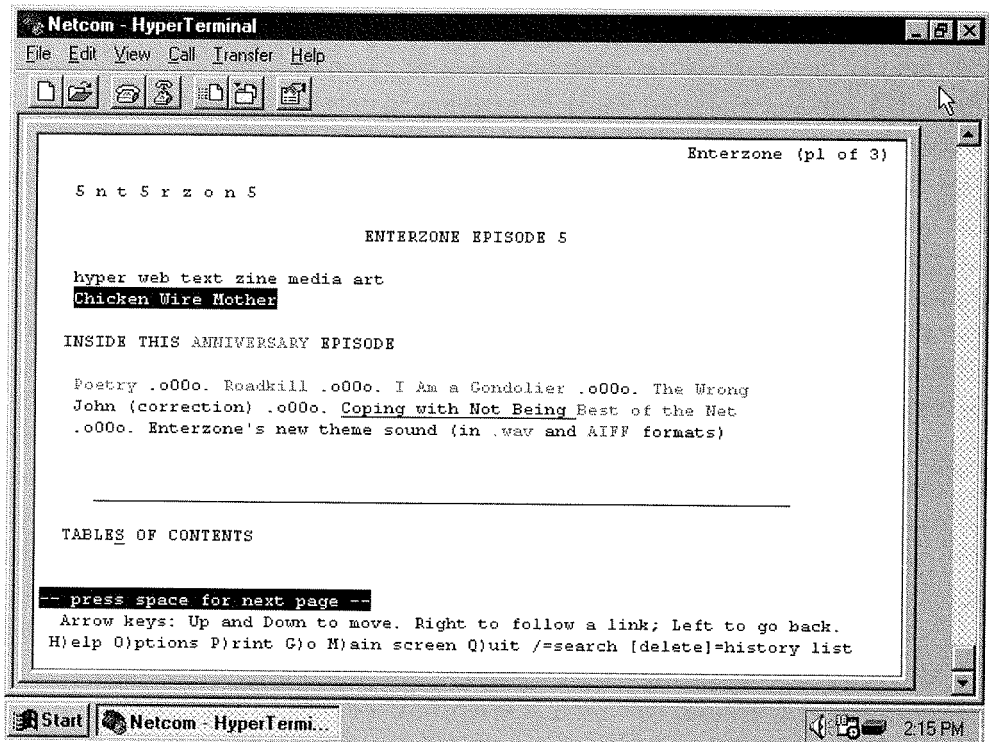 Netcom - HyperTerminal
File Edit View Call Transfer Help
Enterzone (p1 of 3)
5 n t 5 r z o n 5
ENTERZONE EPISODE 5
hyper web text zine media art
Chicken Wire Mother
INSIDE THIS ANNIVERSARY EPISODE
Poetry .o00o. Roadkill .o00o. I Am a Gondolier .o00o. The Wrong
John (correction) .o00o. Coping with Not Being Best of the Net
.o00o. Enterzone's new theme sound (in .wav and AIFF formats)
TABLES OF CONTENTS
-- press space for next page --
Arrow keys: Up and Down to move. Right to follow a link; Left to go back.
H)elp O)ptions P)rint G)o M)ain screen Q)uit /=search [delete]=history list
Start Netcom - HyperTermi... 2:15 PM